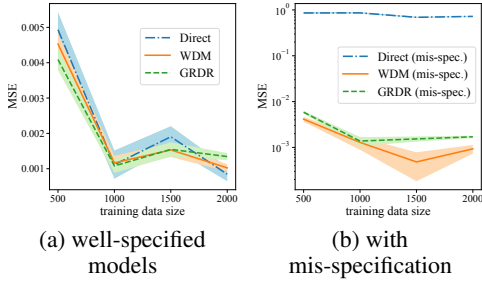 0.005
0.004
0.003
0.002
0.001
MSE
Direct
WDM
GRDR
500
1000
1500
2000
training data size
(a) well-specified
models
10⁰
10⁻¹
10⁻²
10⁻³
MSE
Direct (mis-spec.)
WDM (mis-spec.)
GRDR (mis-spec.)
500
1000
1500
2000
training data size
(b) with
mis-specification